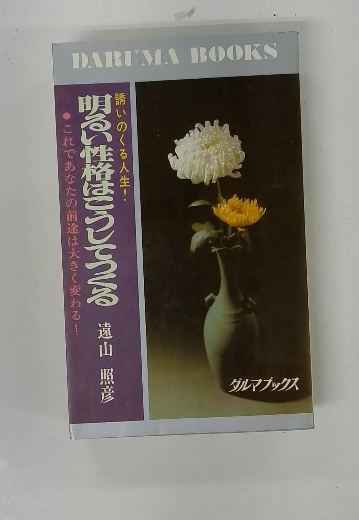 DARUMA BOOKS
誘いのくる人生!
明るい性格はこうしてつくる
●これであなたの前途は大きく変わる!
遠山 照彦
ダルマブックス